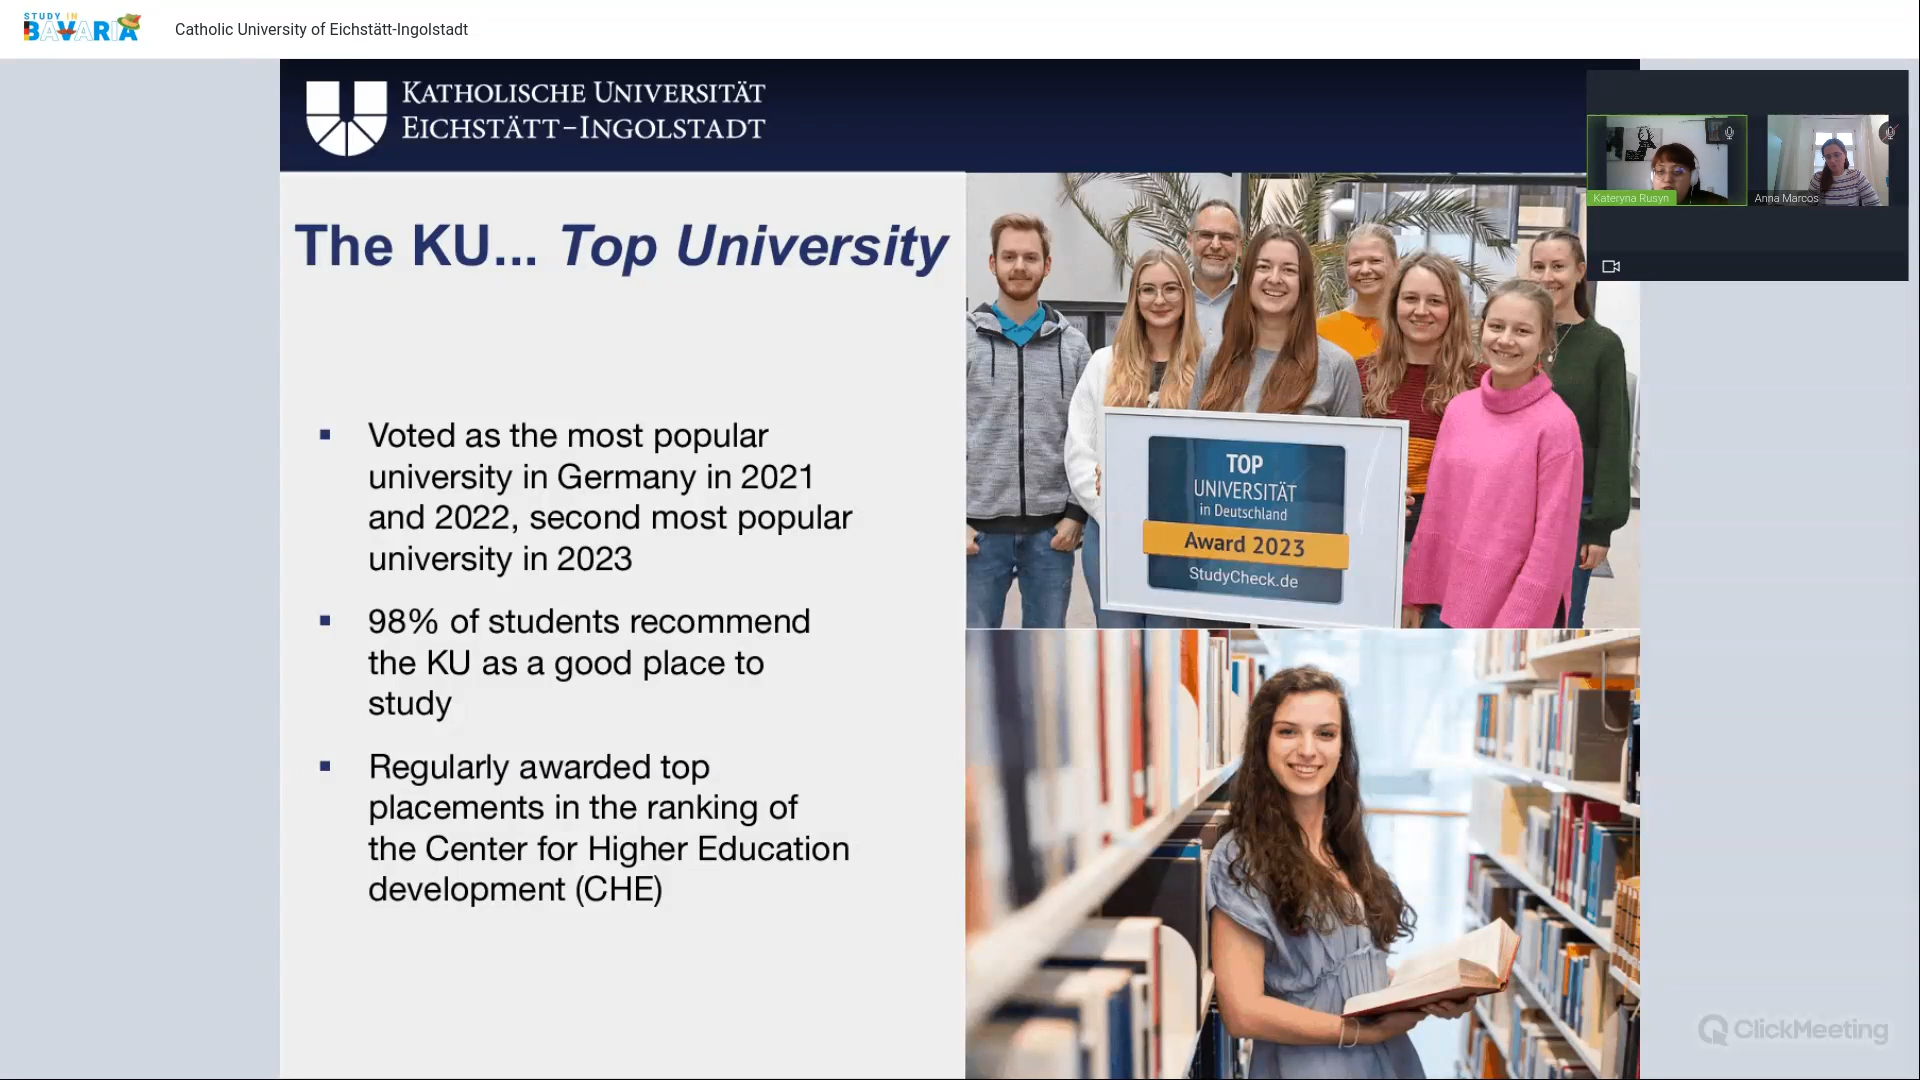 STUDY IN
BAVARIA
Catholic University of Eichstätt-Ingolstadt
KATHOLISCHE UNIVERSITÄT
EICHSTÄTT-INGOLSTADT
Kateryna Rusyn
Anna Marcos
The KU... Top University
▪ Voted as the most popular
university in Germany in 2021
and 2022, second most popular
university in 2023
▪ 98% of students recommend
the KU as a good place to
study
▪ Regularly awarded top
placements in the ranking of
the Center for Higher Education
development (CHE)
TOP
UNIVERSITÄT
in Deutschland
Award 2023
StudyCheck.de
ClickMeeting